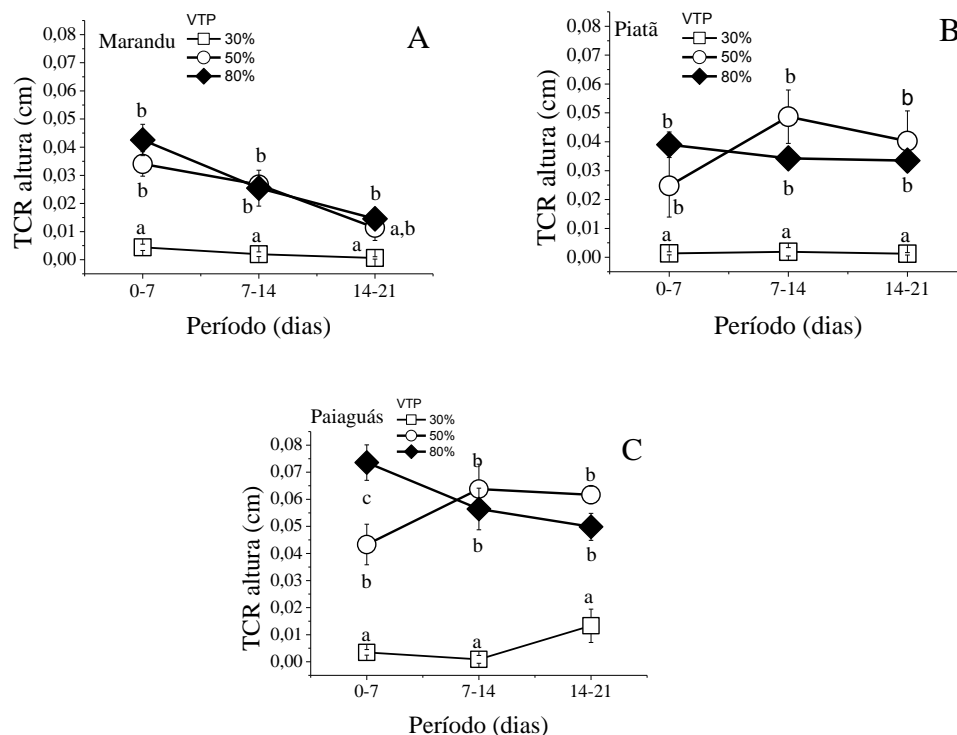 VTP
Marandu
30%
50%
80%
A
0,08
0,07
0,06
0,05
0,04
0,03
0,02
0,01
0,00
TCR altura (cm)
b
b
b
b
b
a,b
a
a
a
0-7
7-14
14-21
Período (dias)
VTP
Piatã
30%
50%
80%
B
0,08
0,07
0,06
0,05
0,04
0,03
0,02
0,01
0,00
TCR altura (cm)
b
b
b
b
b
b
a
a
a
0-7
7-14
14-21
Período (dias)
VTP
Paiaguás
30%
50%
80%
C
0,08
0,07
0,06
0,05
0,04
0,03
0,02
0,01
0,00
TCR altura (cm)
b
b
c
b
b
b
a
a
a
0-7
7-14
14-21
Período (dias)